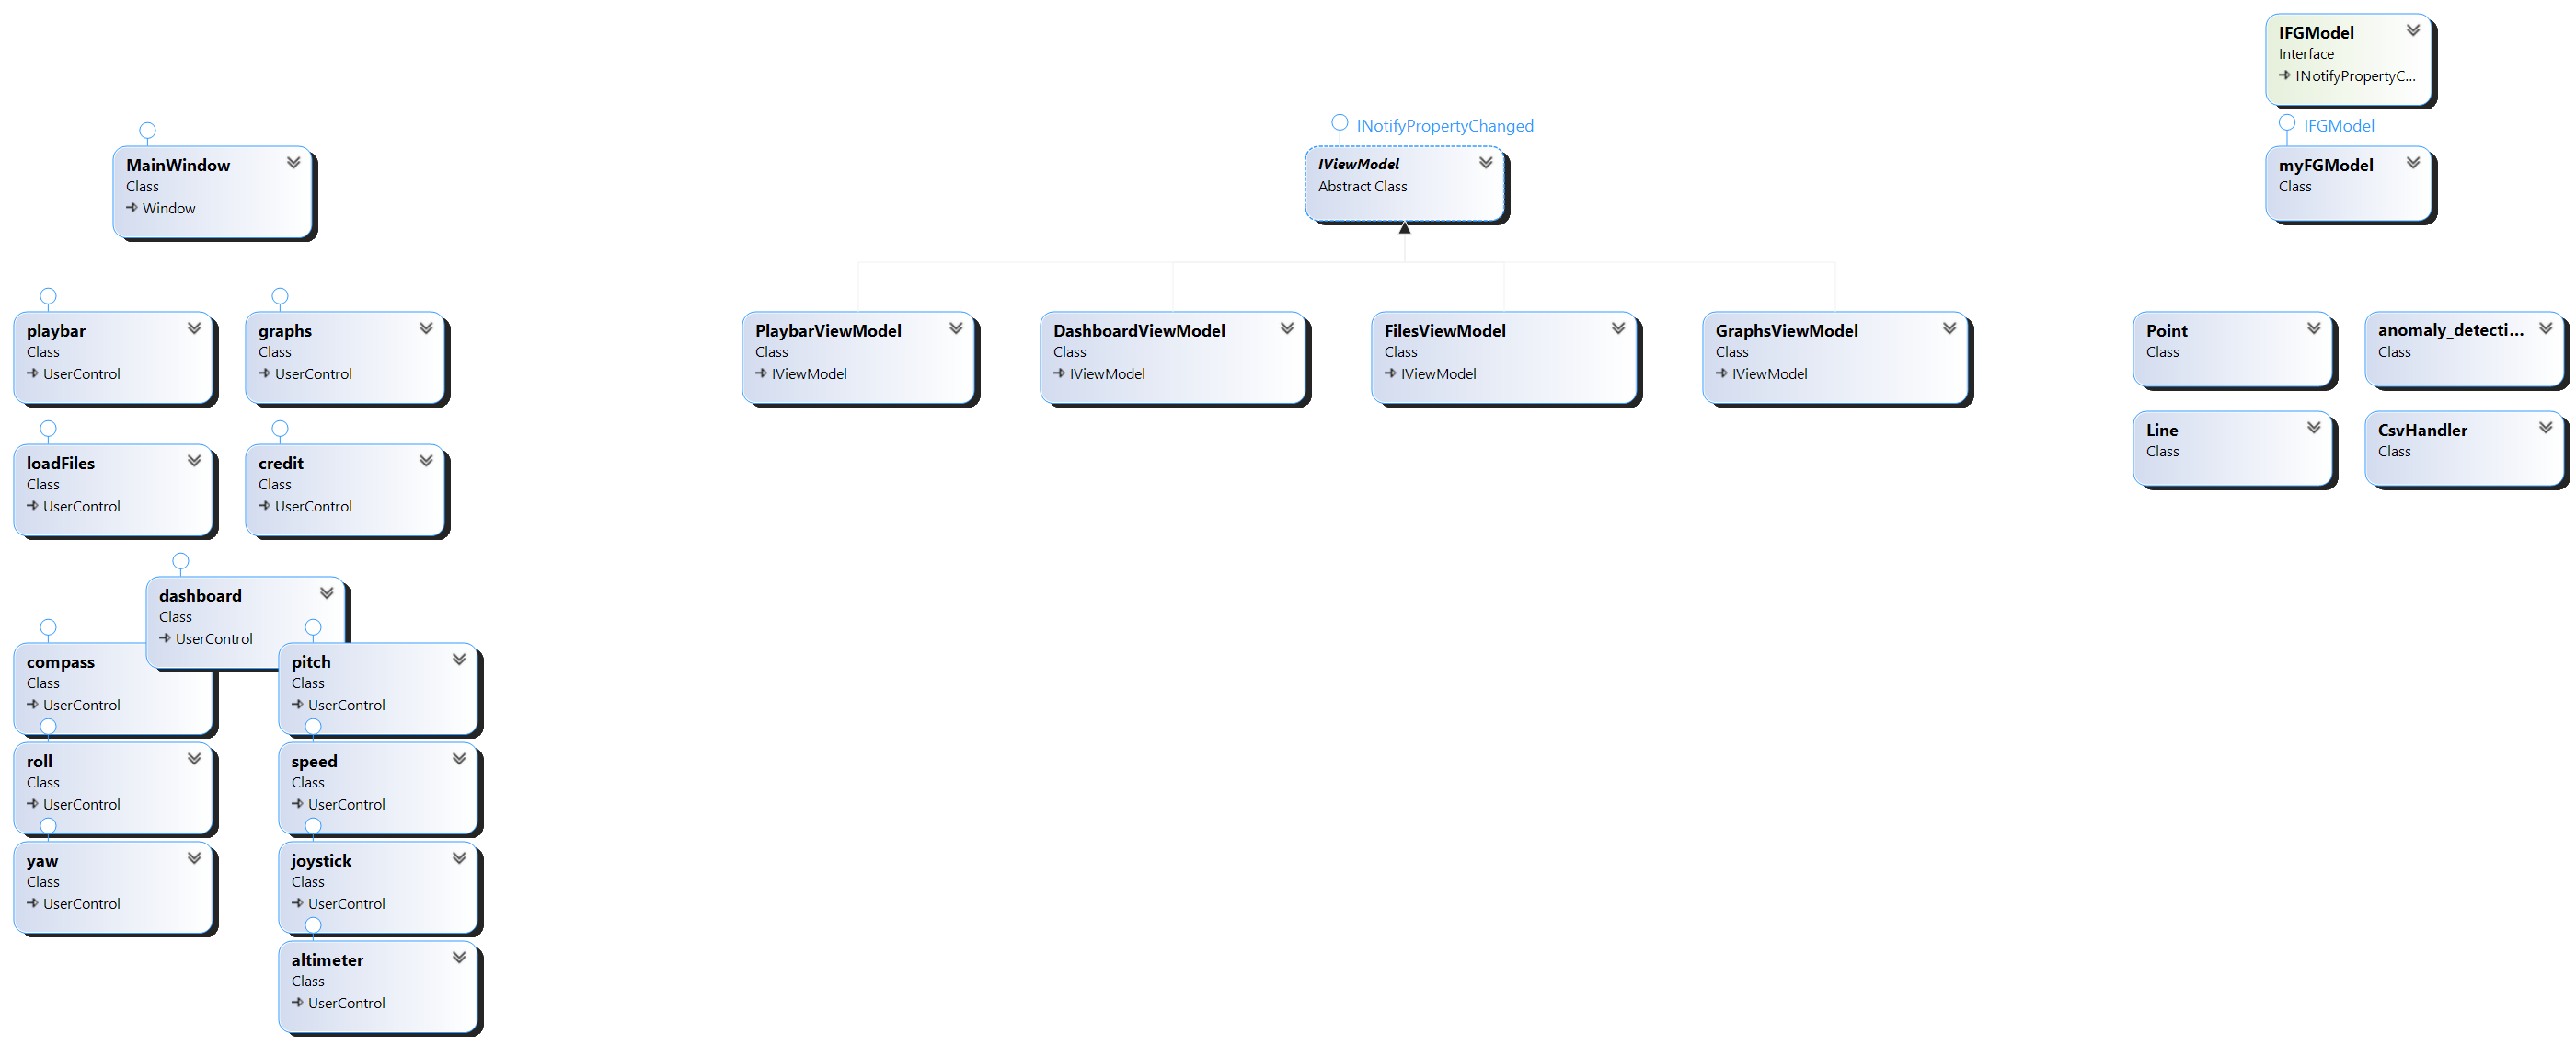 MainWindow
Class
Window
playbar
Class
UserControl
graphs
Class
UserControl
loadFiles
Class
UserControl
credit
Class
UserControl
dashboard
Class
UserControl
compass
Class
UserControl
pitch
Class
UserControl
roll
Class
UserControl
speed
Class
UserControl
yaw
Class
UserControl
joystick
Class
UserControl
altimeter
Class
UserControl
INotifyPropertyChanged
IViewModel
Abstract Class
PlaybarViewModel
Class
IViewModel
DashboardViewModel
Class
IViewModel
FilesViewModel
Class
IViewModel
GraphsViewModel
Class
IViewModel
IFGModel
Interface
INotifyPropertyC...
IFGModel
myFGModel
Class
Point
Class
anomaly_detecti...
Class
Line
Class
CsvHandler
Class